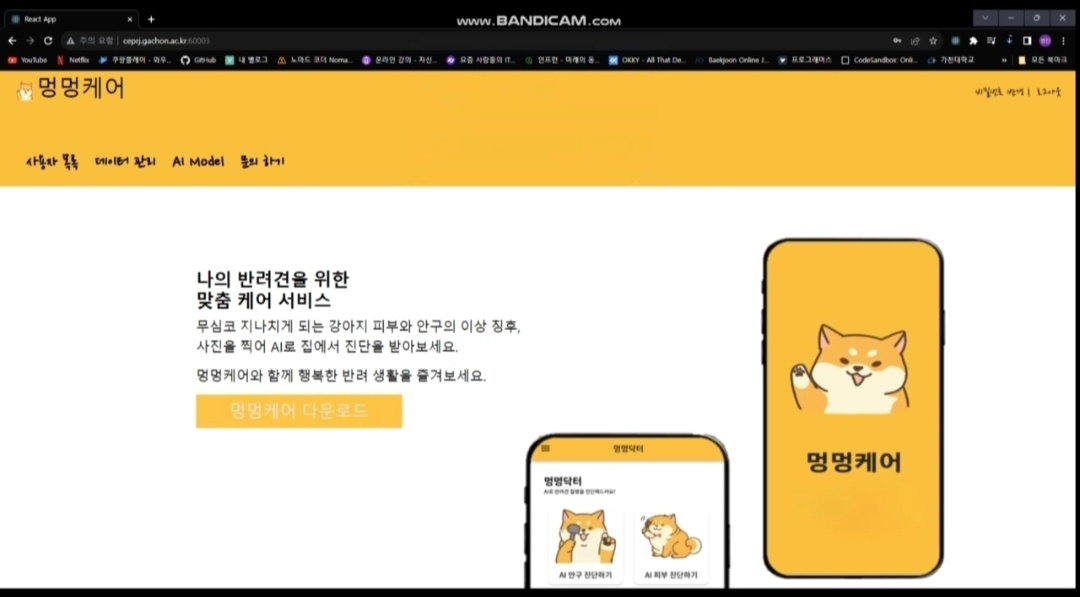 www.BANDICAM.com
React App
주의 요함 ceprj.gachon.ac.kr:60003
YouTube Netflix 쿠팡플레이 - 와우... GitHub 내 벨로그 노마드 코더 Noma... 온라인 강의 - 자신... 요즘 사람들의 IT... 인프런 - 미래의 동... OKKY - All That De... Baekjoon Online J... 프로그래머스 CodeSandbox: Onli... 가천대학교 » 모든 북마크
멍멍케어
비밀번호 변경 | 로그아웃
사용자 목록 데이터 관리 AI Model 문의 하기
나의 반려견을 위한
맞춤 케어 서비스
무심코 지나치게 되는 강아지 피부와 안구의 이상 징후,
사진을 찍어 AI로 집에서 진단을 받아보세요.
멍멍케어와 함께 행복한 반려 생활을 즐겨보세요.
멍멍케어 다운로드
멍멍닥터
멍멍닥터
AI로 반려견 질병을 진단해드려요!
AI 안구 진단하기 AI 피부 진단하기
멍멍케어